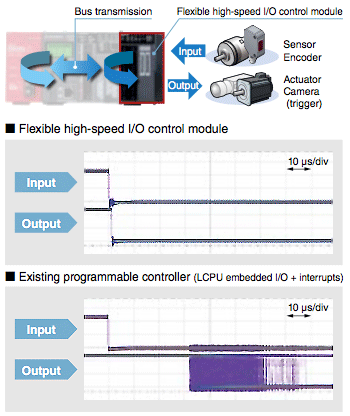 Bus transmission
Flexible high-speed I/O control module
Input
Sensor
Encoder
Output
Actuator
Camera
(trigger)
■ Flexible high-speed I/O control module
10 µs/div
Input
Output
■ Existing programmable controller (LCPU embedded I/O + interrupts)
10 µs/div
Input
Output